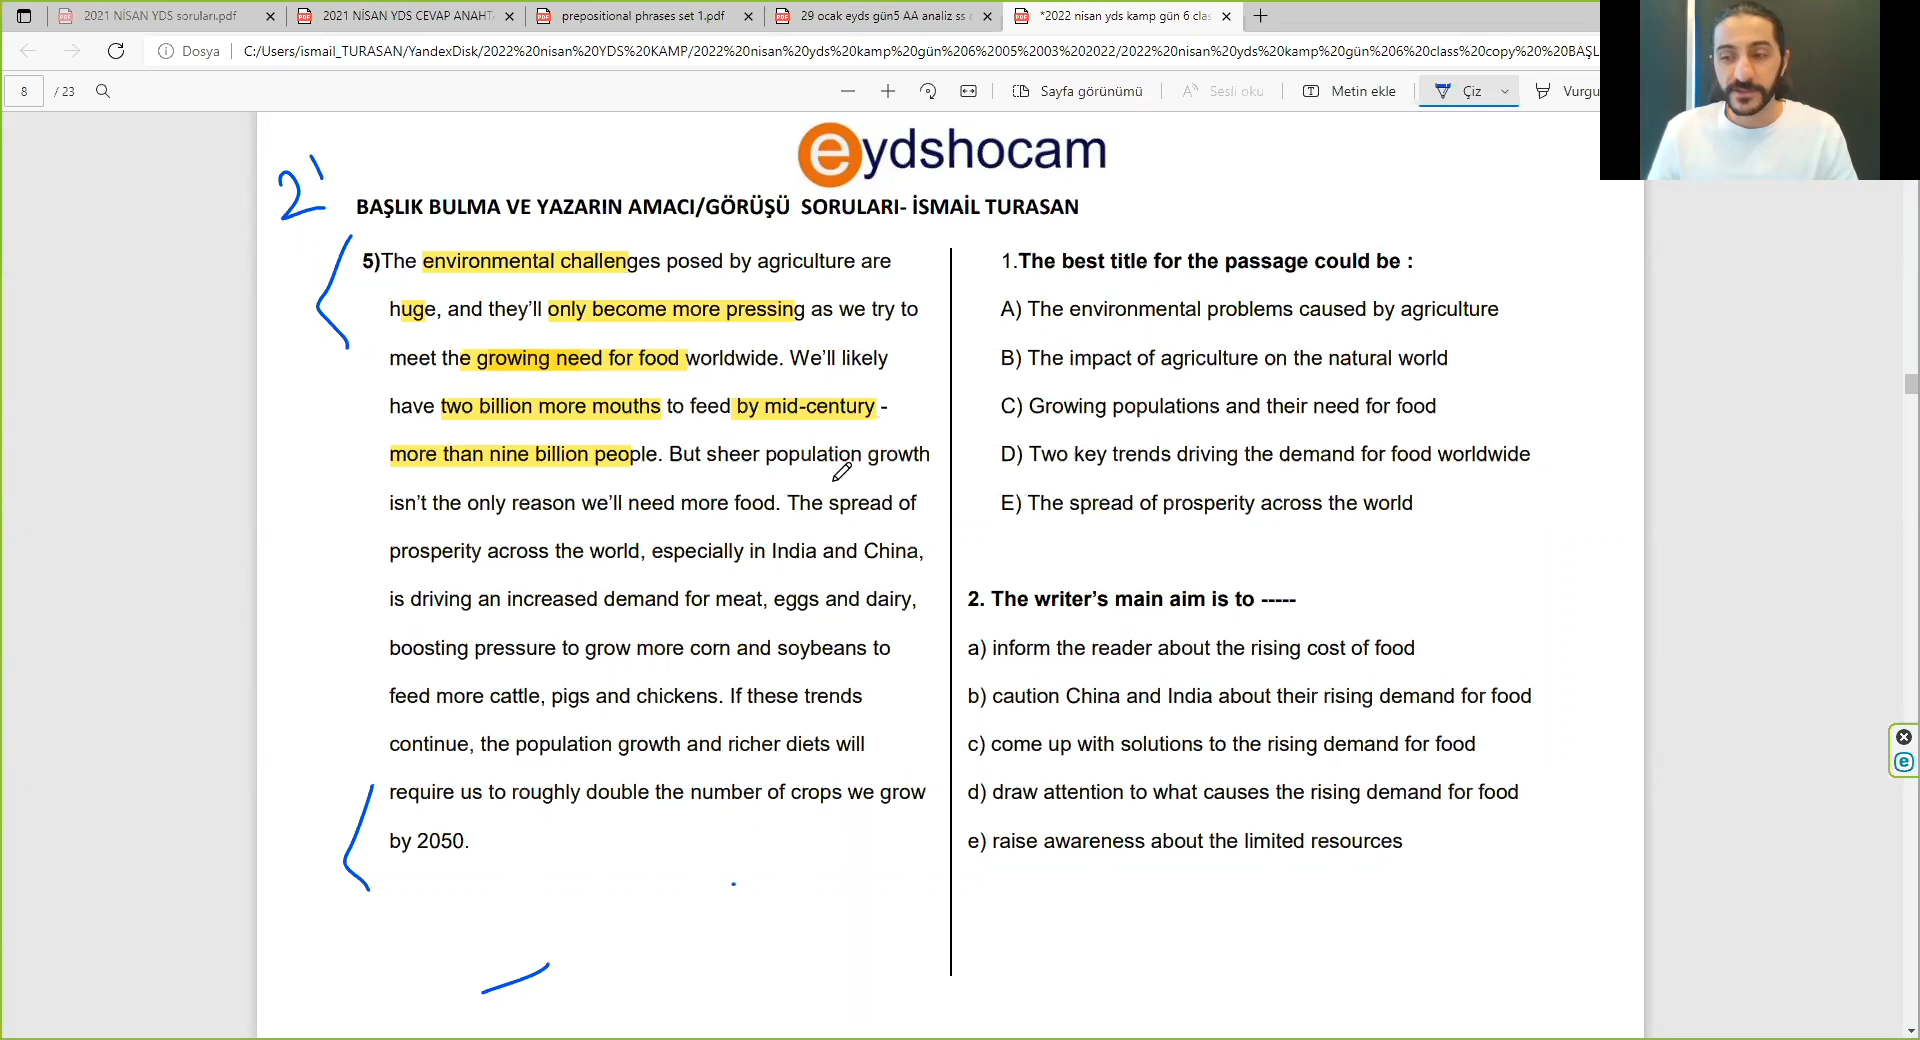 2021 NİSAN YDS soruları.pdf
2021 NİSAN YDS CEVAP ANAHT
prepositional phrases set 1.pdf
29 ocak eyds gün5 AA analiz ss c
*2022 nisan yds kamp gün 6 clas
Dosya
C:/Users/ismail_TURASAN/YandexDisk/2022%20nisan%20YDS%20KAMP/2022%20nisan%20yds%20kamp%20gün%206%2005%2003%202022/2022%20nisan%20yds%20kamp%20gün%206%20class%20copy%20%20BAŞL
8 / 23
Sayfa görünümü
Sesli oku
Metin ekle
Çiz
Vurgu
eydshocam
2'
BAŞLIK BULMA VE YAZARIN AMACI/GÖRÜŞÜ SORULARI- İSMAİL TURASAN
5)The environmental challenges posed by agriculture are
huge, and they'll only become more pressing as we try to
meet the growing need for food worldwide. We'll likely
have two billion more mouths to feed by mid-century -
more than nine billion people. But sheer population growth
isn't the only reason we'll need more food. The spread of
prosperity across the world, especially in India and China,
is driving an increased demand for meat, eggs and dairy,
boosting pressure to grow more corn and soybeans to
feed more cattle, pigs and chickens. If these trends
continue, the population growth and richer diets will
require us to roughly double the number of crops we grow
by 2050.
1.The best title for the passage could be :
A) The environmental problems caused by agriculture
B) The impact of agriculture on the natural world
C) Growing populations and their need for food
D) Two key trends driving the demand for food worldwide
E) The spread of prosperity across the world
2. The writer's main aim is to -----
a) inform the reader about the rising cost of food
b) caution China and India about their rising demand for food
c) come up with solutions to the rising demand for food
d) draw attention to what causes the rising demand for food
e) raise awareness about the limited resources